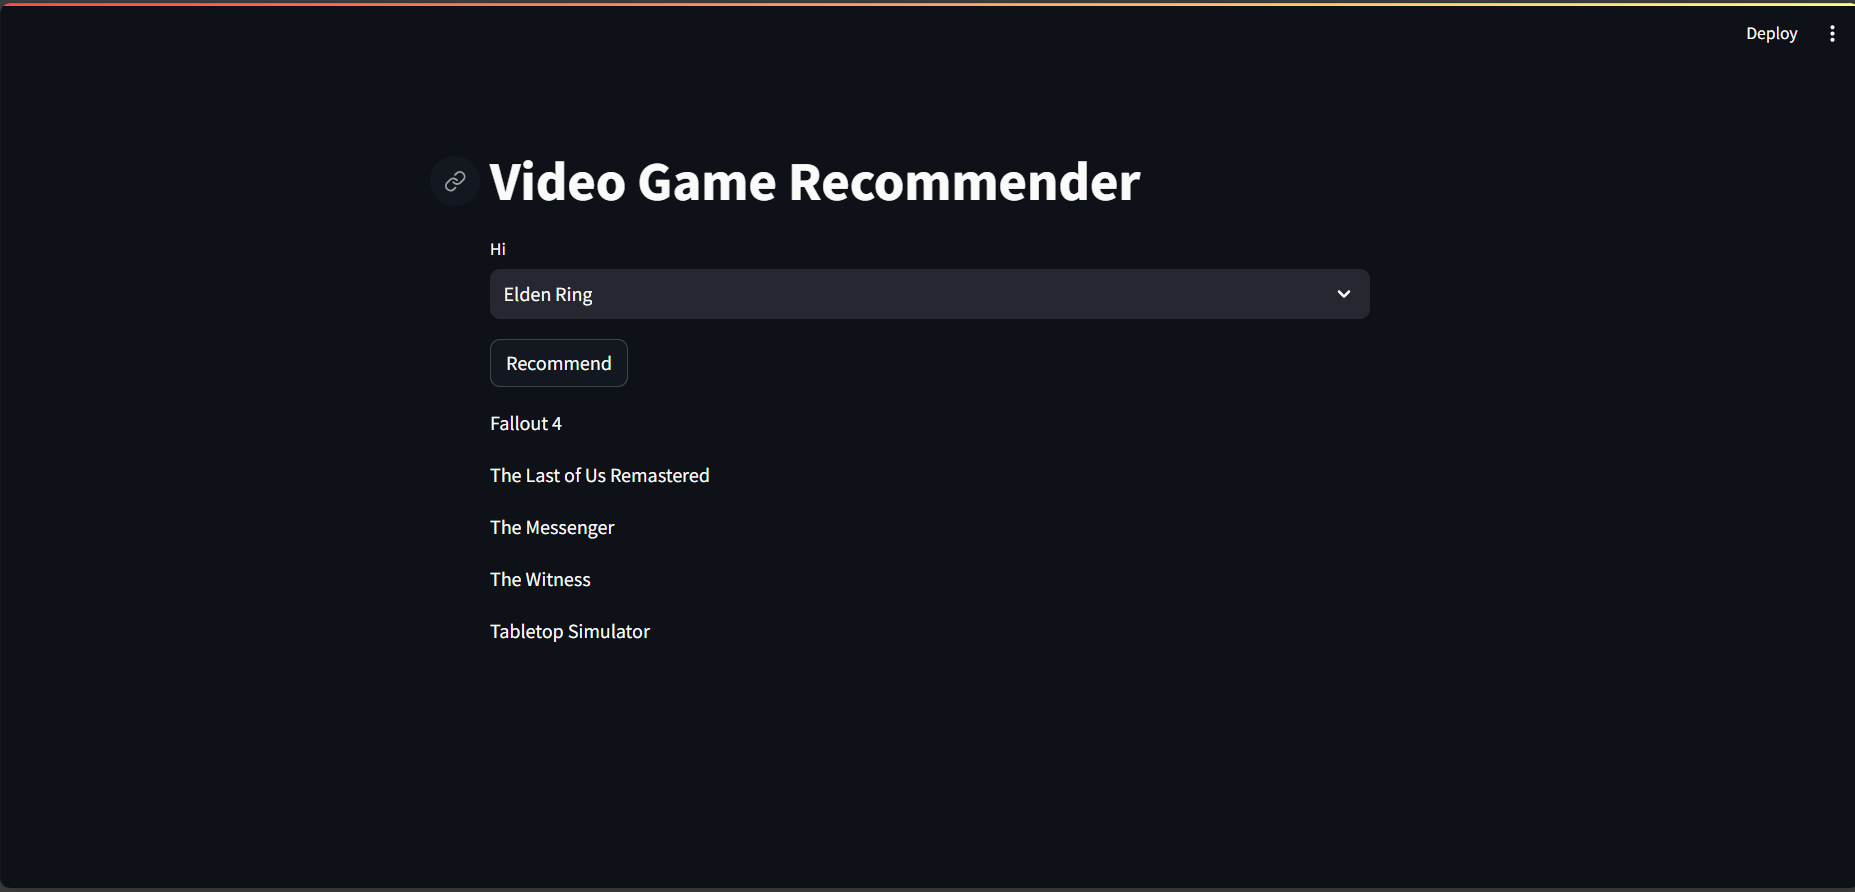 Deploy
Video Game Recommender
Hi
Elden Ring
Recommend
Fallout 4
The Last of Us Remastered
The Messenger
The Witness
Tabletop Simulator